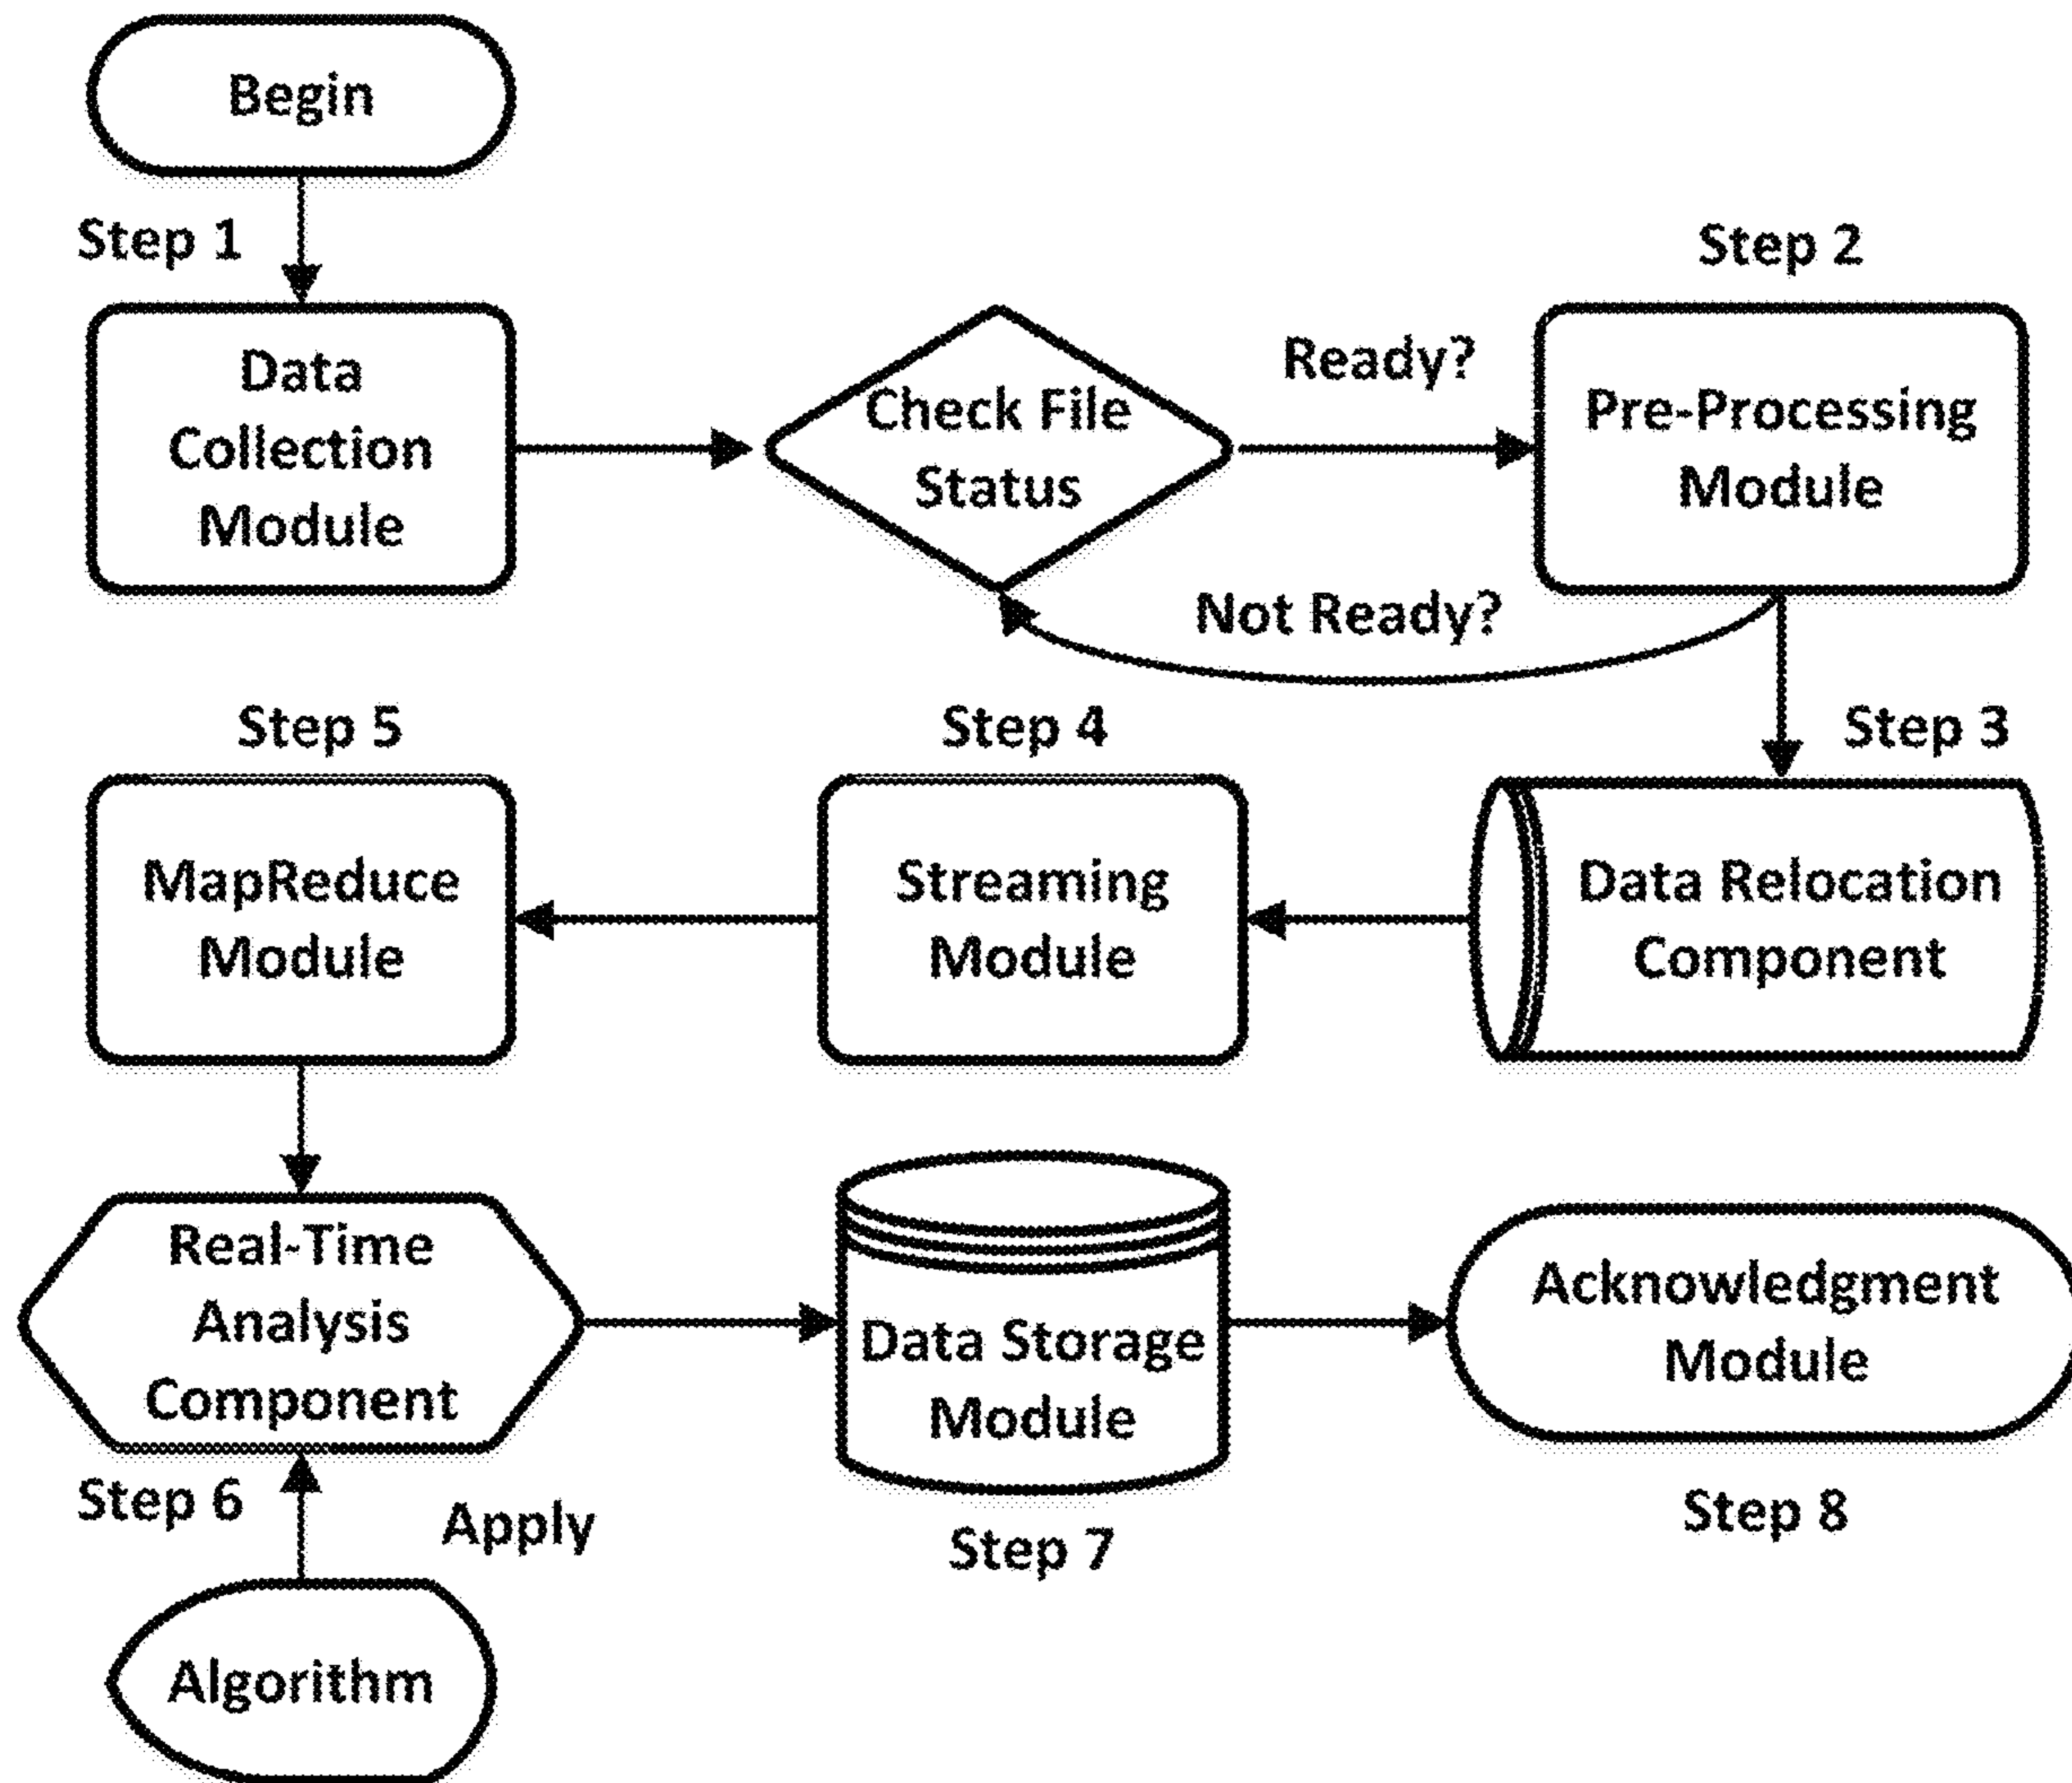 Begin
Step 1
Step 2
Data
Collection
Module
Check File
Status
Ready?
Pre-Processing
Module
Not Ready?
Step 5
Step 4
Step 3
MapReduce
Module
Streaming
Module
Data Relocation
Component
Real-Time
Analysis
Component
Data Storage
Module
Acknowledgment
Module
Step 6
Apply
Step 7
Step 8
Algorithm